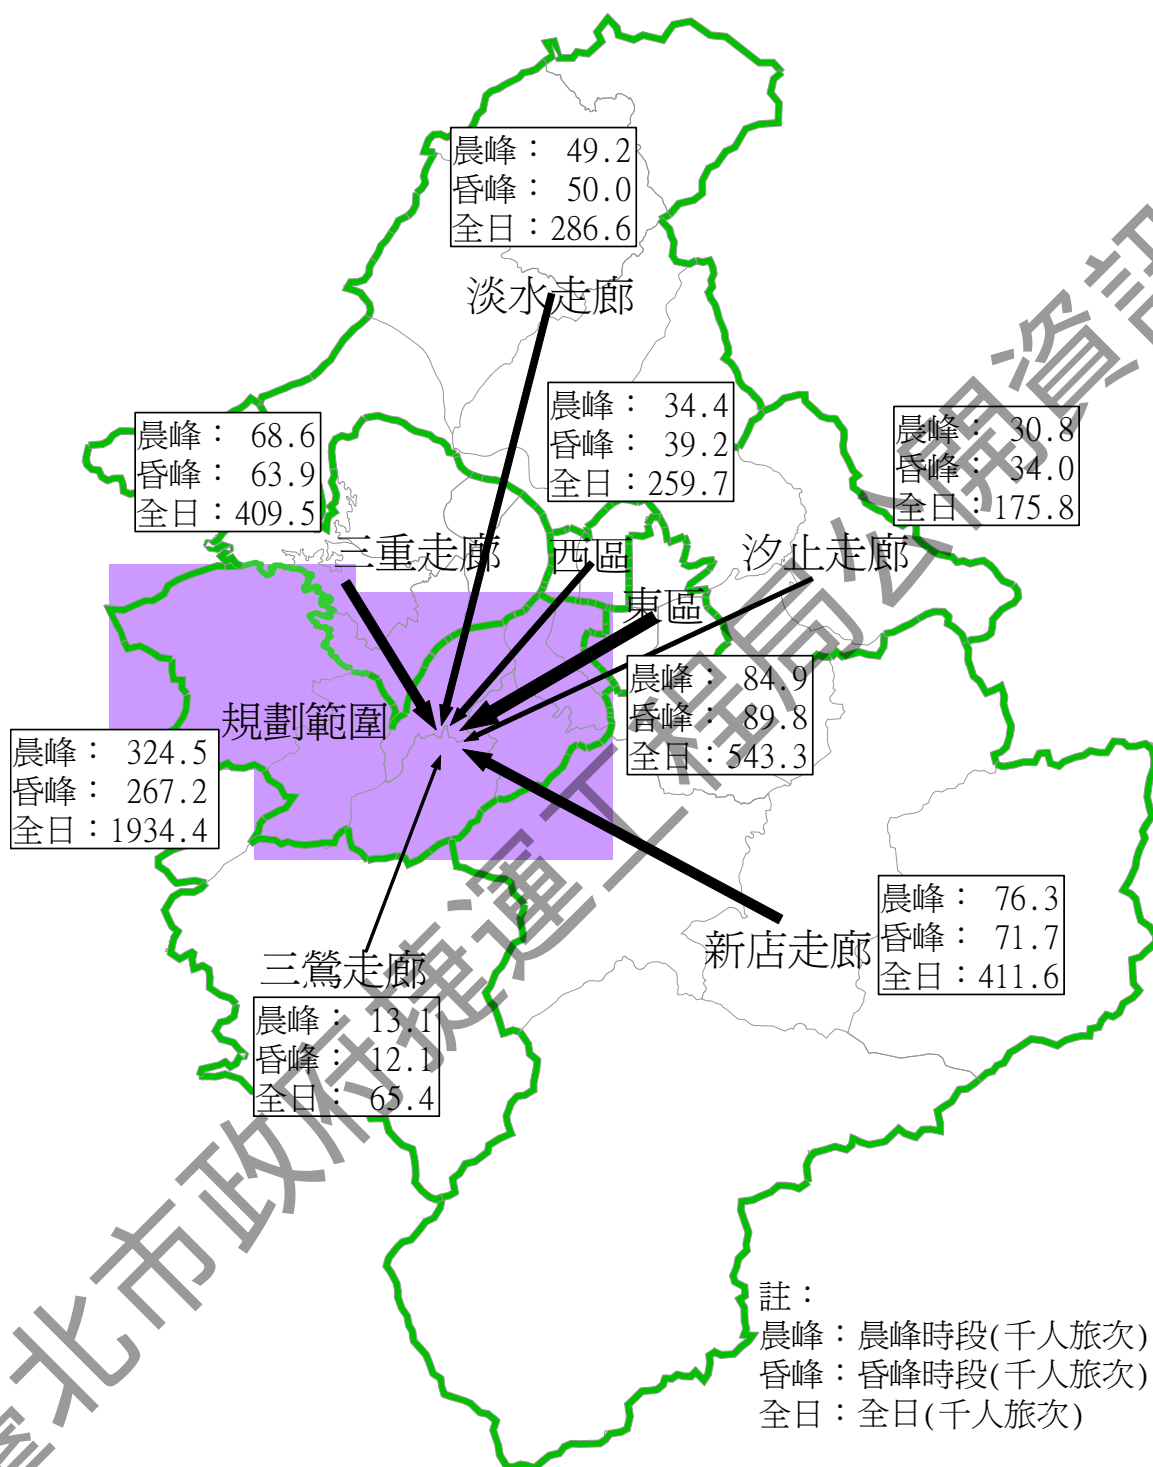 晨峰： 49.2
昏峰： 50.0
全日：286.6
淡水走廊
晨峰： 34.4
昏峰： 39.2
全日：259.7
晨峰： 68.6
昏峰： 63.9
全日：409.5
晨峰： 30.8
昏峰： 34.0
全日：175.8
三重走廊
西區
汐止走廊
東區
晨峰： 84.9
昏峰： 89.8
全日：543.3
規劃範圍
晨峰： 324.5
昏峰： 267.2
全日：1934.4
晨峰： 76.3
昏峰： 71.7
全日：411.6
新店走廊
三鶯走廊
晨峰： 13.1
昏峰： 12.1
全日： 65.4
註：
晨峰：晨峰時段(千人旅次)
昏峰：昏峰時段(千人旅次)
全日：全日(千人旅次)
臺北市政府捷運工程局公開資訊